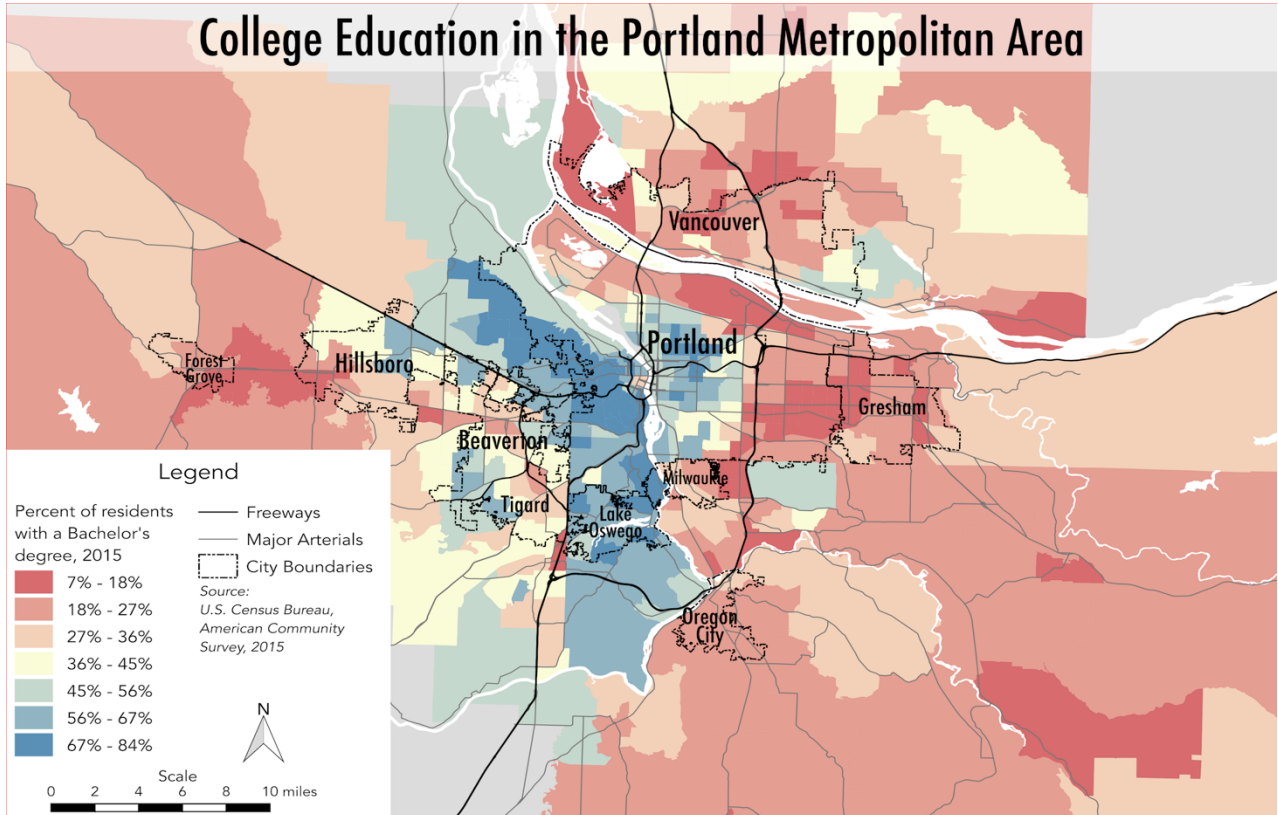 College Education in the Portland Metropolitan Area
Vancouver
Portland
Forest
Grove
Hillsboro
Gresham
Beaverton
Milwaukie
Tigard
Lake
Oswego
Oregon
City
Legend
Percent of residents
with a Bachelor's
degree, 2015
7% - 18%
18% - 27%
27% - 36%
36% - 45%
45% - 56%
56% - 67%
67% - 84%
Freeways
Major Arterials
City Boundaries
Source:
U.S. Census Bureau,
American Community
Survey, 2015
N
Scale
0 2 4 6 8 10 miles